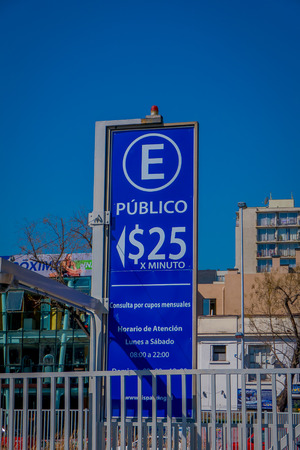 E
PÚBLICO
$25
X MINUTO
Consulta por cupos mensuales
Horario de Atención
Lunes a Sábado
08:00 a 22:00